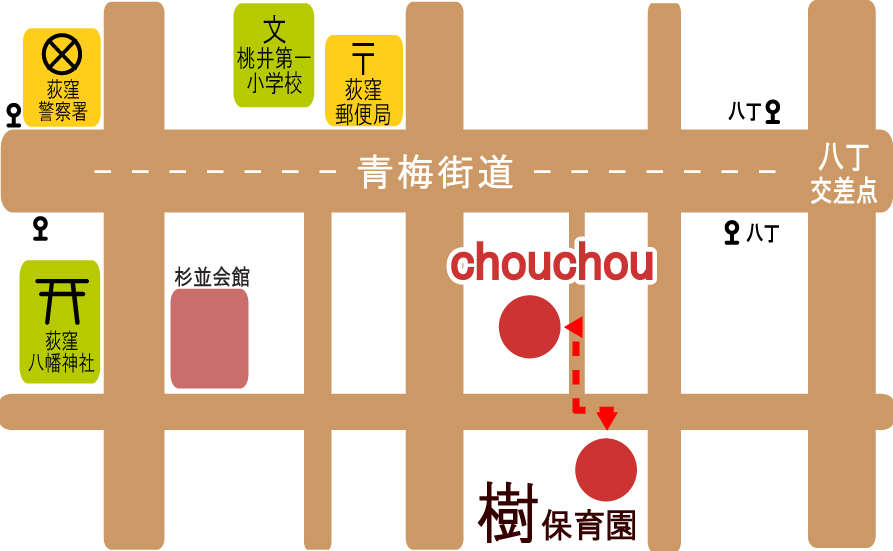 文
桃井第一
小学校
荻窪
警察署
荻窪
郵便局
八丁
青梅街道
八丁
交差点
八丁
chouchou
杉並会館
荻窪
八幡神社
樹保育園